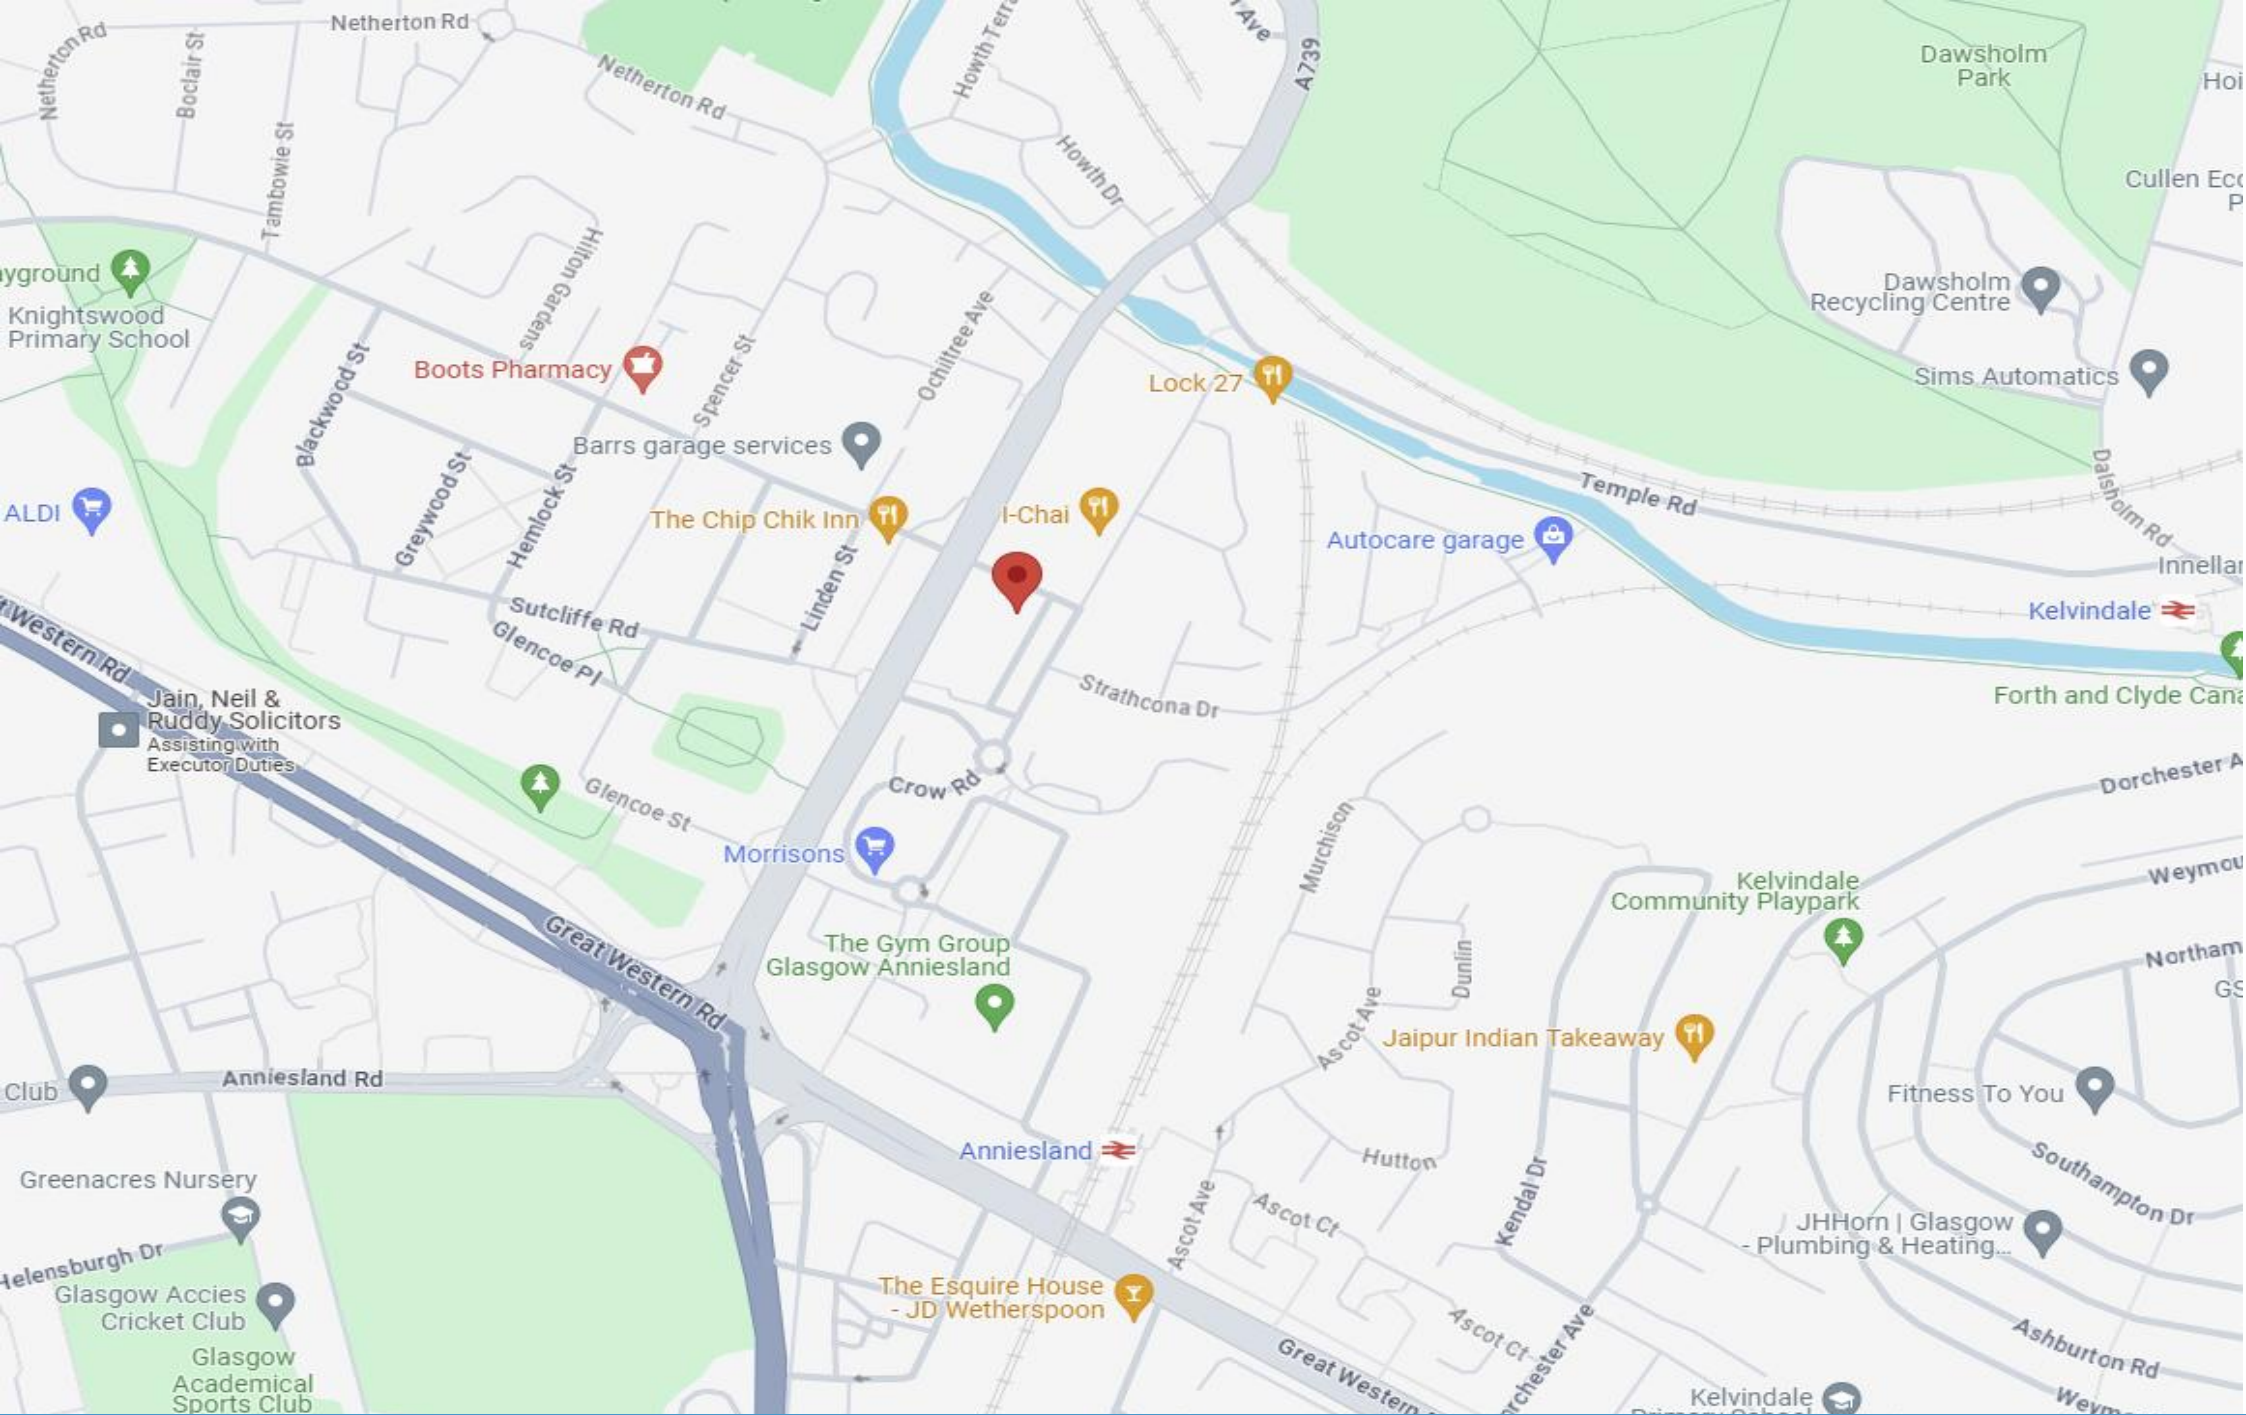 Netherton Rd
Netherton Rd
Boclair St
Tambowie St
Netherton Rd
Howth Terr
Ave
A739
Dawsholm
Park
Hoi
Howth Dr
Cullen Eco
P
Hilton Gardens
ayground
Knightswood
Primary School
Dawsholm
Recycling Centre
Boots Pharmacy
Spencer St
Ochiltree Ave
Lock 27
Sims Automatics
Blackwood St
Barrs garage services
Greywood St
Hemlock St
Temple Rd
Dalsholm Rd
ALDI
The Chip Chik Inn
I-Chai
Autocare garage
Innellan
Linden St
Sutcliffe Rd
Glencoe Pl
Kelvindale
t Western Rd
Strathcona Dr
Forth and Clyde Cana
Jain, Neil &
Ruddy Solicitors
Assisting with
Executor Duties
Crow Rd
Glencoe St
Dorchester A
Murchison
Morrisons
Weymou
Kelvindale
Community Playpark
Great Western Rd
The Gym Group
Glasgow Anniesland
Dunlin
Northam
GS
Ascot Ave
Jaipur Indian Takeaway
Club
Anniesland Rd
Fitness To You
Anniesland
Hutton
Greenacres Nursery
Ascot Ave
Ascot Ct
Kendal Dr
Southampton Dr
JHHorn | Glasgow
- Plumbing & Heating...
Helensburgh Dr
Glasgow Accies
Cricket Club
The Esquire House
- JD Wetherspoon
Ascot Ct
orchester Ave
Ashburton Rd
Glasgow
Academical
Sports Club
Great Western
Kelvindale
Primary School
Weym